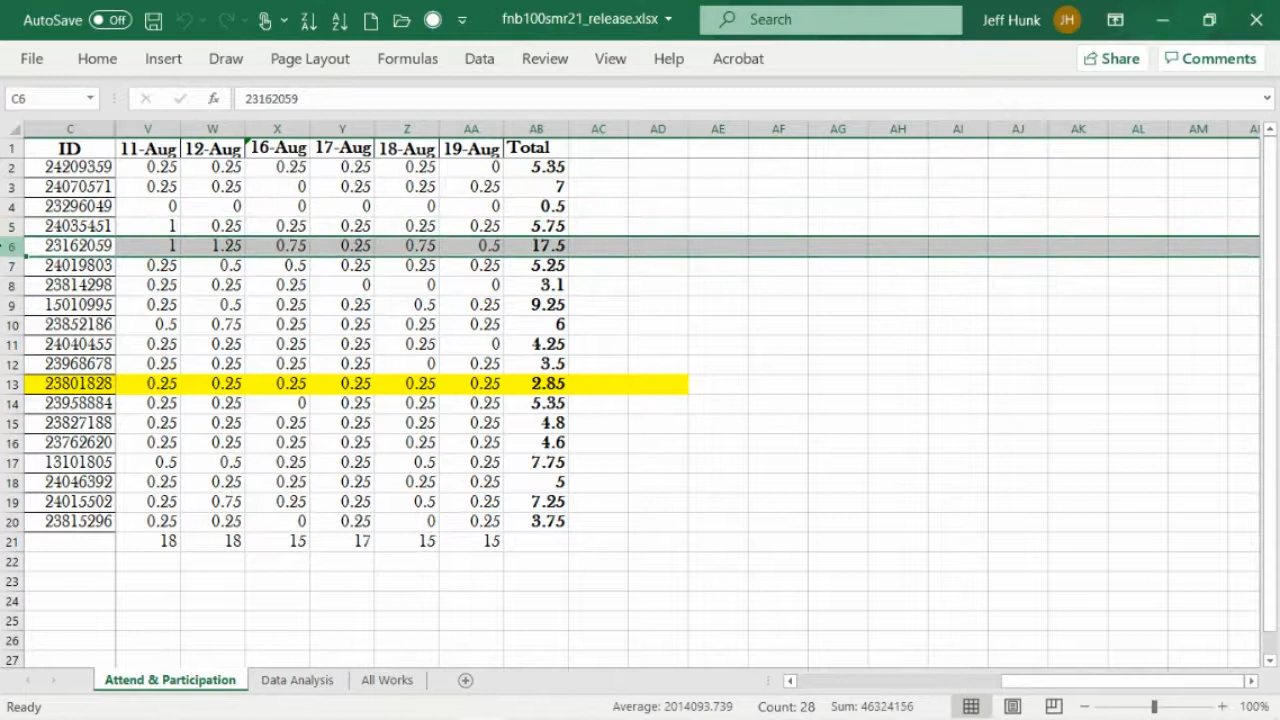 AutoSave Off fnb100smr21_release.xlsx Search Jeff Hunk JH
File Home Insert Draw Page Layout Formulas Data Review View Help Acrobat Share Comments
C6 fx 23162059
C V W X Y Z AA AB AC AD AE AF AG AH AI AJ AK AL AM
1 ID 11-Aug 12-Aug 16-Aug 17-Aug 18-Aug 19-Aug Total
2 24209359 0.25 0.25 0.25 0.25 0.25 0 5.35
3 24070571 0.25 0.25 0 0.25 0.25 0.25 7
4 23296049 0 0 0 0 0 0 0.5
5 24035451 1 0.25 0.25 0.25 0.25 0.25 5.75
6 23162059 1 1.25 0.75 0.25 0.75 0.5 17.5
7 24019803 0.25 0.5 0.5 0.25 0.25 0.25 5.25
8 23814298 0.25 0.25 0.25 0 0 0 3.1
9 15010995 0.25 0.5 0.25 0.25 0.5 0.25 9.25
10 23852186 0.5 0.75 0.25 0.25 0.25 0.25 6
11 24040455 0.25 0.25 0.25 0.25 0.25 0 4.25
12 23968678 0.25 0.25 0.25 0.25 0 0.25 3.5
13 23801828 0.25 0.25 0.25 0.25 0.25 0.25 2.85
14 23958884 0.25 0.25 0 0.25 0.25 0.25 5.35
15 23827188 0.25 0.25 0.25 0.25 0.25 0.25 4.8
16 23762620 0.25 0.25 0.25 0.25 0.25 0.25 4.6
17 13101805 0.5 0.5 0.25 0.25 0.5 0.25 7.75
18 24046392 0.25 0.25 0.25 0.25 0.25 0.25 5
19 24015502 0.25 0.75 0.25 0.25 0.5 0.25 7.25
20 23815296 0.25 0.25 0 0.25 0 0.25 3.75
21 18 18 15 17 15 15
22
23
24
25
26
27
Attend & Participation Data Analysis All Works
Ready Average: 2014093.739 Count: 28 Sum: 46324156 100%